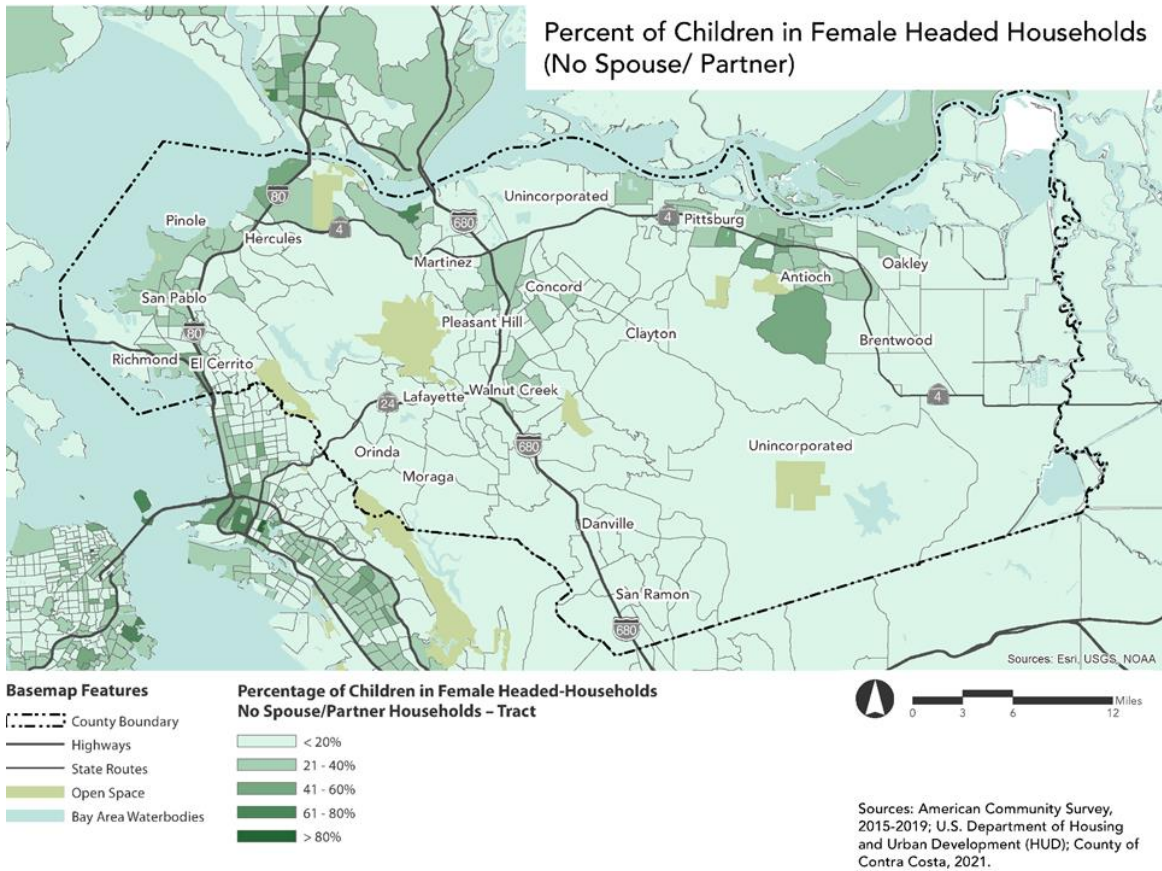 Percent of Children in Female Headed Households
(No Spouse/ Partner)
Unincorporated
80
Pinole
680
4
Pittsburg
Hercules
4
Martinez
Oakley
Antioch
San Pablo
Concord
Pleasant Hill
80
Clayton
Brentwood
Richmond
El Cerrito
Lafayette
Walnut Creek
24
4
680
Orinda
Unincorporated
Moraga
Danville
San Ramon
680
Sources: Esri, USGS, NOAA
Basemap Features
County Boundary
Highways
State Routes
Open Space
Bay Area Waterbodies
Percentage of Children in Female Headed-Households
No Spouse/Partner Households – Tract
< 20%
21 - 40%
41 - 60%
61 - 80%
> 80%
Miles
0 3 6 12
Sources: American Community Survey,
2015-2019; U.S. Department of Housing
and Urban Development (HUD); County of
Contra Costa, 2021.